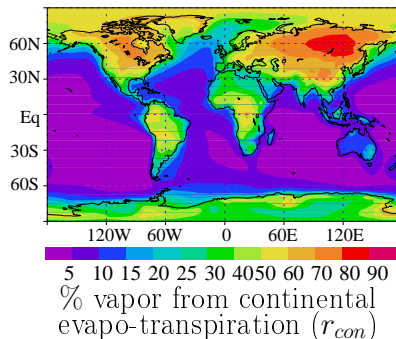 60N
30N
Eq
30S
60S
120W 60W 0 60E 120E
5 10 15 20 25 30 40 50 60 70 80 90
% vapor from continental
evapo-transpiration (r_con)